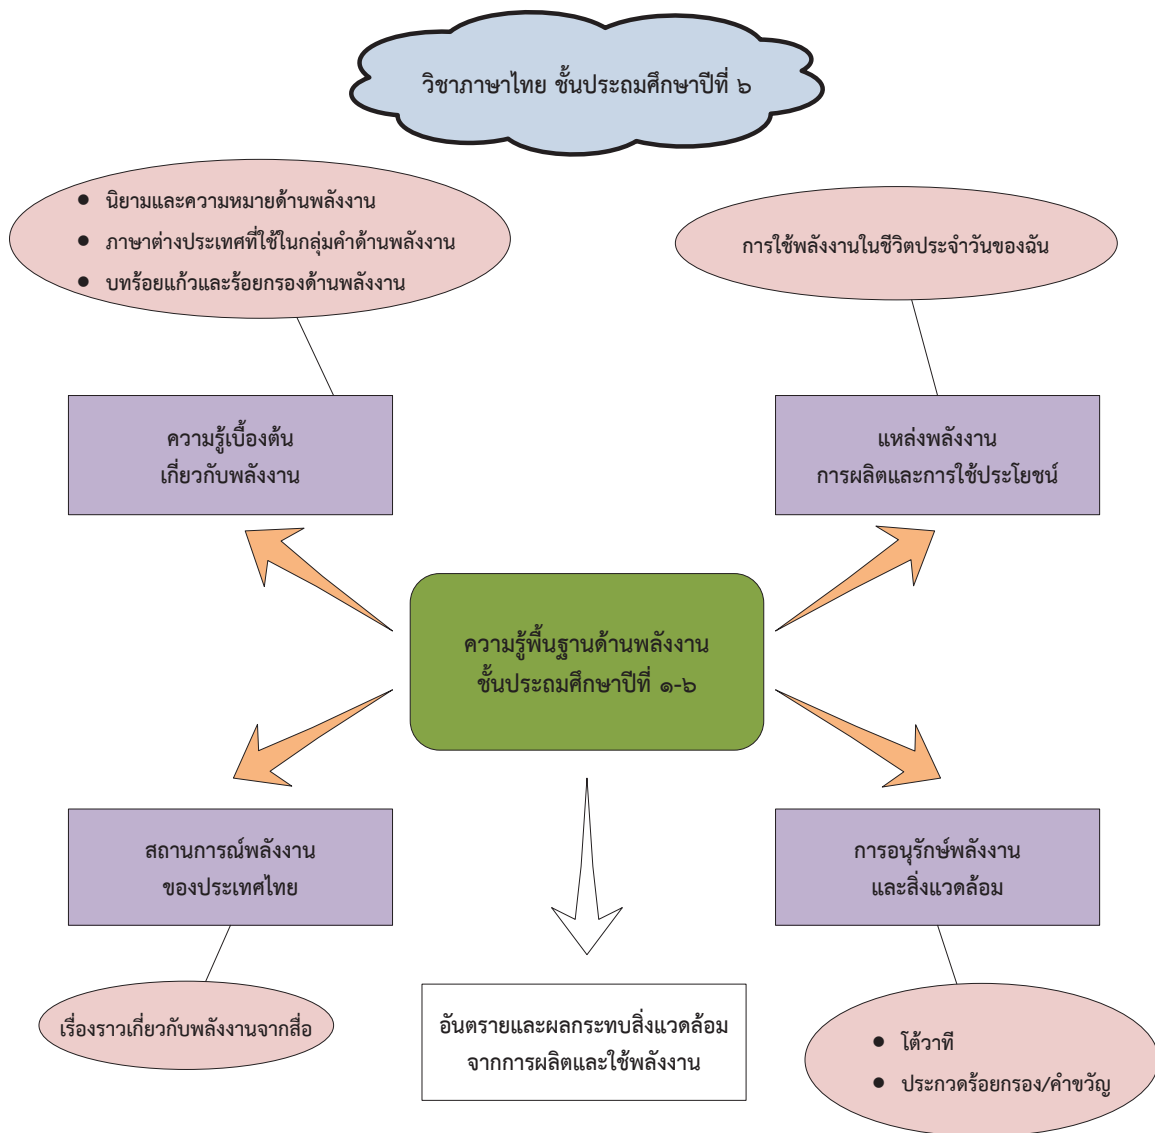 วิชาภาษาไทย ชั้นประถมศึกษาปีที่ ๖
● นิยามและความหมายด้านพลังงาน
● ภาษาต่างประเทศที่ใช้ในกลุ่มคำด้านพลังงาน
● บทร้อยแก้วและร้อยกรองด้านพลังงาน
การใช้พลังงานในชีวิตประจำวันของฉัน
ความรู้เบื้องต้น
เกี่ยวกับพลังงาน
แหล่งพลังงาน
การผลิตและการใช้ประโยชน์
ความรู้พื้นฐานด้านพลังงาน
ชั้นประถมศึกษาปีที่ ๑-๖
สถานการณ์พลังงาน
ของประเทศไทย
การอนุรักษ์พลังงาน
และสิ่งแวดล้อม
เรื่องราวเกี่ยวกับพลังงานจากสื่อ
อันตรายและผลกระทบสิ่งแวดล้อม
จากการผลิตและใช้พลังงาน
● โต้วาที
● ประกวดร้อยกรอง/คำขวัญ